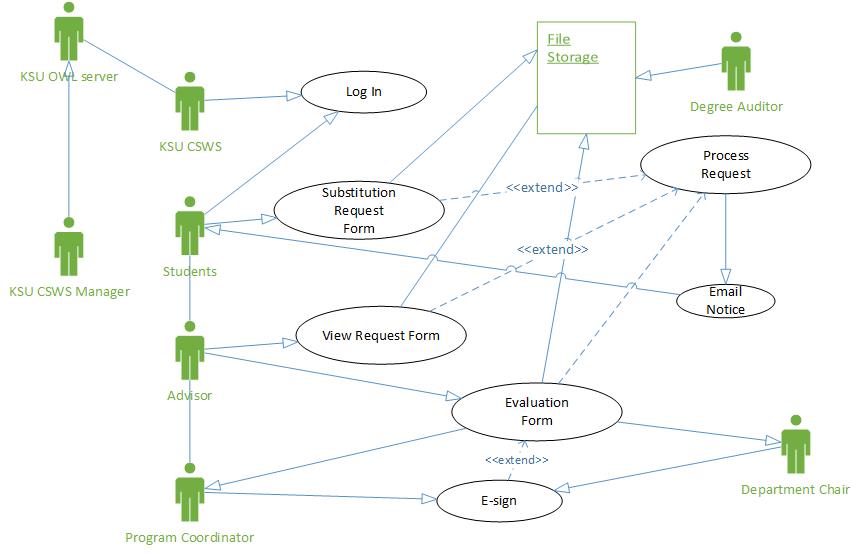 KSU OWL server
KSU CSWS
Log In
File
Storage
Degree Auditor
Process
Request
Substitution
Request
Form
<<extend>>
<<extend>>
Students
KSU CSWS Manager
Email
Notice
View Request Form
Advisor
Evaluation
Form
<<extend>>
E-sign
Department Chair
Program Coordinator